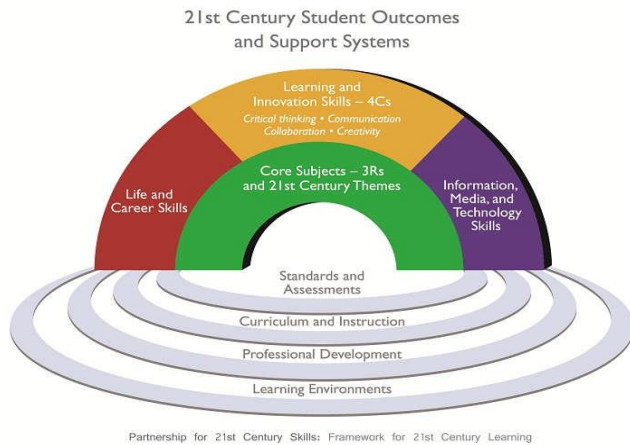 21st Century Student Outcomes
and Support Systems
Learning and
Innovation Skills – 4Cs
Critical thinking • Communication
Collaboration • Creativity
Core Subjects – 3Rs
and 21st Century Themes
Life and
Career Skills
Information,
Media, and
Technology
Skills
Standards and
Assessments
Curriculum and Instruction
Professional Development
Learning Environments
Partnership for 21st Century Skills: Framework for 21st Century Learning